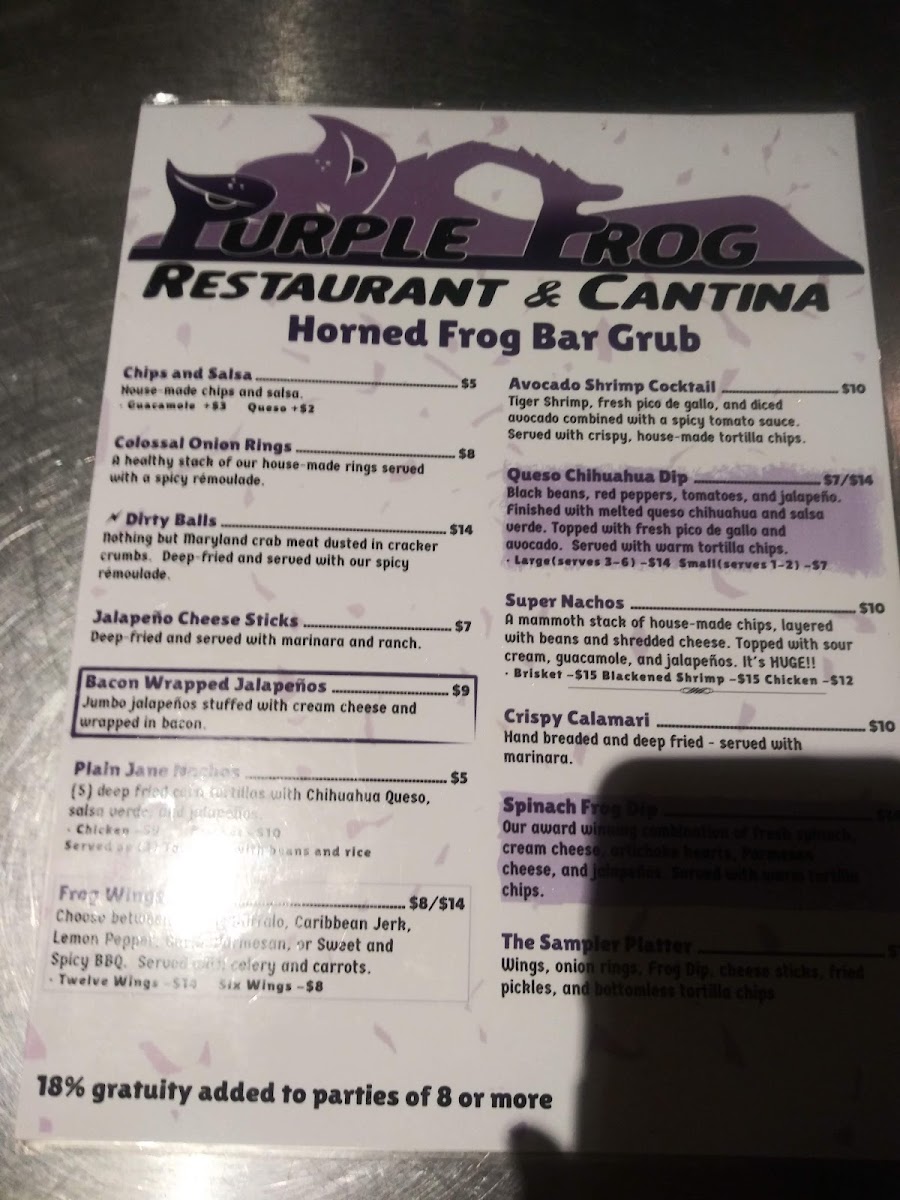 PURPLE FROG
RESTAURANT & CANTINA
Horned Frog Bar Grub
Chips and Salsa $5
House-made chips and salsa.
· Guacamole +$3 Queso +$2
Colossal Onion Rings $8
A healthy stack of our house-made rings served
with a spicy rémoulade.
Dirty Balls $14
Nothing but Maryland crab meat dusted in cracker
crumbs. Deep-fried and served with our spicy
rémoulade.
Jalapeño Cheese Sticks $7
Deep-fried and served with marinara and ranch.
Bacon Wrapped Jalapeños $9
Jumbo jalapeños stuffed with cream cheese and
wrapped in bacon.
Plain Jane Nachos $5
(5) deep fried corn tortillas with Chihuahua Queso,
salsa verde, and jalapeños.
· Chicken $10
Served with beans and rice
Frog Wings $8/$14
Choose between Buffalo, Caribbean Jerk,
Lemon Pepper, Parmesan, or Sweet and
Spicy BBQ. Served with celery and carrots.
· Twelve Wings -$14 Six Wings -$8
Avocado Shrimp Cocktail $10
Tiger Shrimp, fresh pico de gallo, and diced
avocado combined with a spicy tomato sauce.
Served with crispy, house-made tortilla chips.
Queso Chihuahua Dip $7/$14
Black beans, red peppers, tomatoes, and jalapeño.
Finished with melted queso chihuahua and salsa
verde. Topped with fresh pico de gallo and
avocado. Served with warm tortilla chips.
· Large(serves 3-6) -$14 Small(serves 1-2) -$7
Super Nachos $10
A mammoth stack of house-made chips, layered
with beans and shredded cheese. Topped with sour
cream, guacamole, and jalapeños. It's HUGE!!
· Brisket -$15 Blackened Shrimp -$15 Chicken -$12
Crispy Calamari $10
Hand breaded and deep fried - served with
marinara.
Spinach Frog Dip
Our award winning combination of fresh spinach,
cream cheese, artichoke hearts, Parmesan
cheese, and jalapeños. Served with warm tortilla
chips.
The Sampler Platter
Wings, onion rings, Frog Dip, cheese sticks, fried
pickles, and bottomless tortilla chips
18% gratuity added to parties of 8 or more